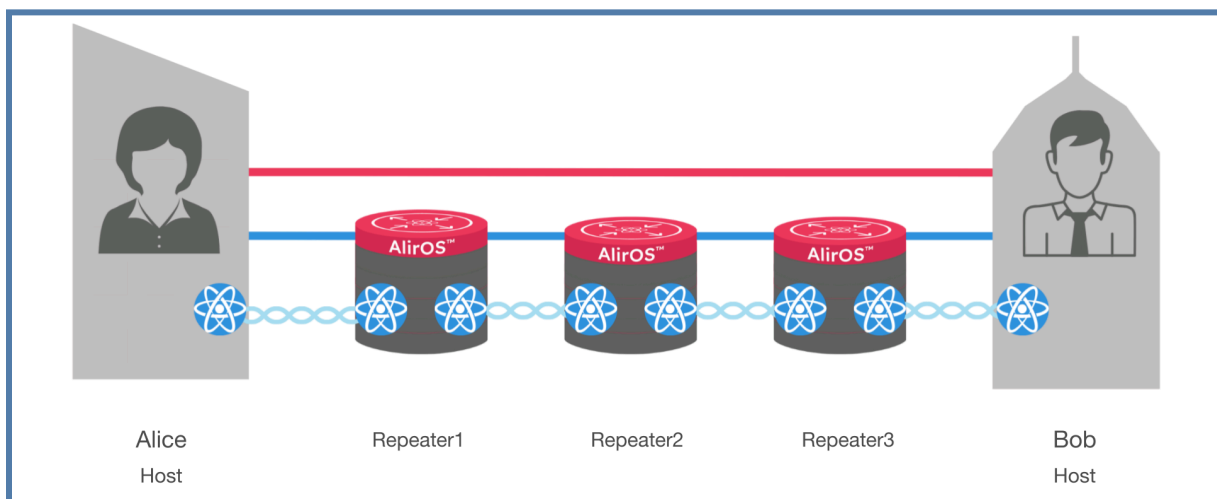 AlirOS™
AlirOS™
AlirOS™
Alice
Repeater1
Repeater2
Repeater3
Bob
Host
Host